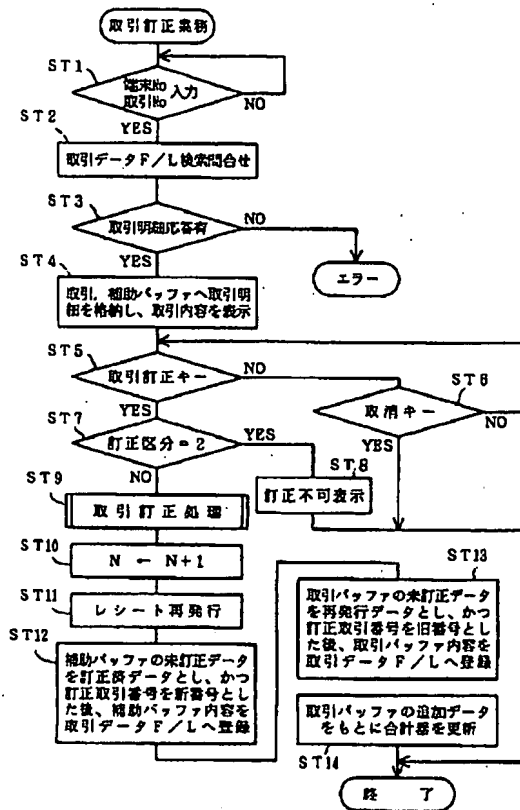 取引訂正業務
ST1
端末No
取引No
入力
NO
YES
ST2
取引データF/L検索問合せ
ST3
取引明細応答有
NO
YES
エラー
ST4
取引,補助バッファへ取引明
細を格納し、取引内容を表示
ST5
取引訂正キー
NO
YES
ST6
取消キー
NO
YES
ST7
訂正区分=2
YES
NO
ST8
訂正不可表示
ST9
取引訂正処理
ST10
N ← N+1
ST11
レシート再発行
ST12
補助バッファの未訂正データ
を訂正済データとし、かつ
訂正取引番号を新番号とし
た後、補助バッファ内容を
取引データF/Lへ登録
ST13
取引バッファの未訂正データ
を再発行データとし、かつ
訂正取引番号を旧番号とし
た後、取引バッファ内容を
取引データF/Lへ登録
取引バッファの追加データ
をもとに合計器を更新
ST14
終 了